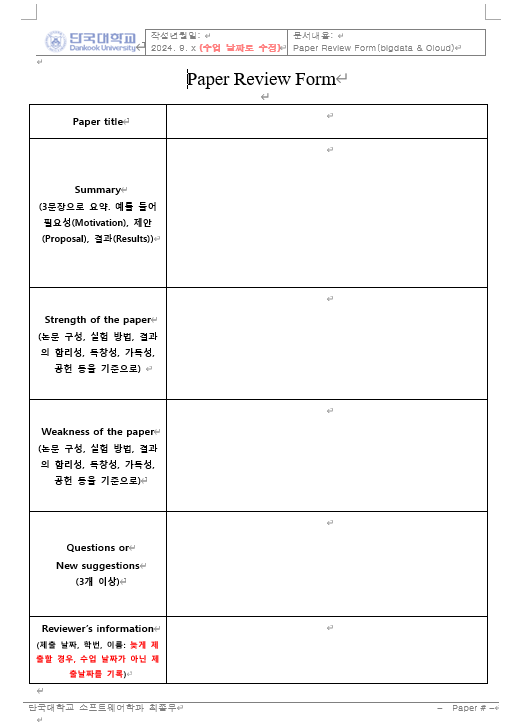 단국대학교
Dankook University
작성년월일:
2024. 9. x (수업 날짜로 수정)
문서내용:
Paper Review Form(bigdata & Cloud)
Paper Review Form
Paper title
Summary
(3문장으로 요약. 예를 들어
필요성(Motivation), 제안
(Proposal), 결과(Results))
Strength of the paper
(논문 구성, 실험 방법, 결과
의 합리성, 독창성, 가독성,
공헌 등을 기준으로)
Weakness of the paper
(논문 구성, 실험 방법, 결과
의 합리성, 독창성, 가독성,
공헌 등을 기준으로)
Questions or
New suggestions
(3개 이상)
Reviewer's information
(제출 날짜, 학번, 이름: 늦게 제
출할 경우, 수업 날짜가 아닌 제
출날짜를 기록)
단국대학교 소프트웨어학과 최종무
– Paper # –